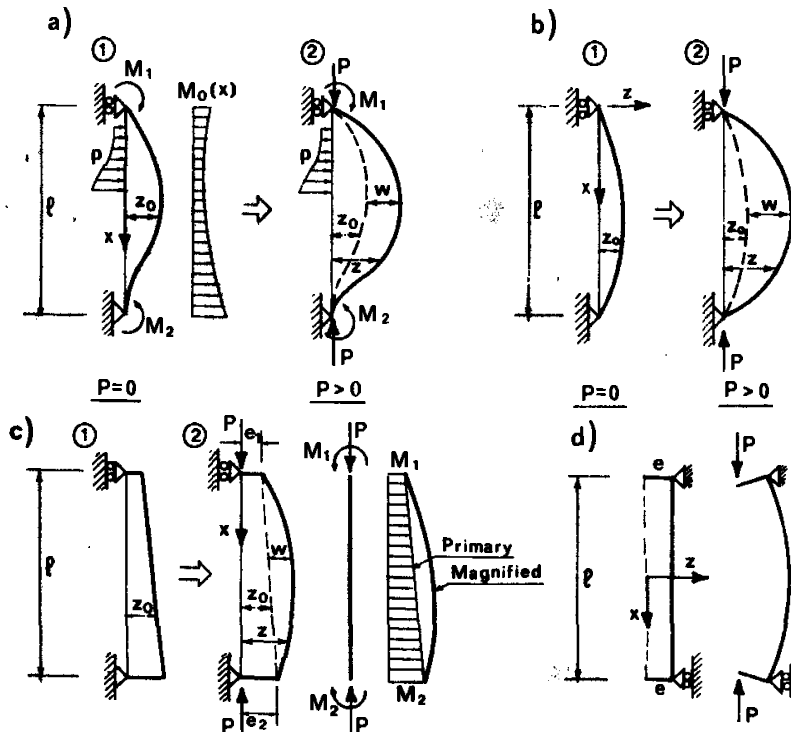 a)
①
M₁
M₀(x)
p
ℓ
z₀
x
M₂
P=0
②
P
M₁
w
z₀
z
M₂
P
P>0
b)
①
z
ℓ
x
z₀
P=0
②
P
w
z₀
z
P
P>0
c)
①
ℓ
z₀
②
P
e₁
x
w
z₀
z
P
e₂
P
M₁
M₂
P
M₁
Primary
Magnified
M₂
d)
e
ℓ
z
x
e
P
P